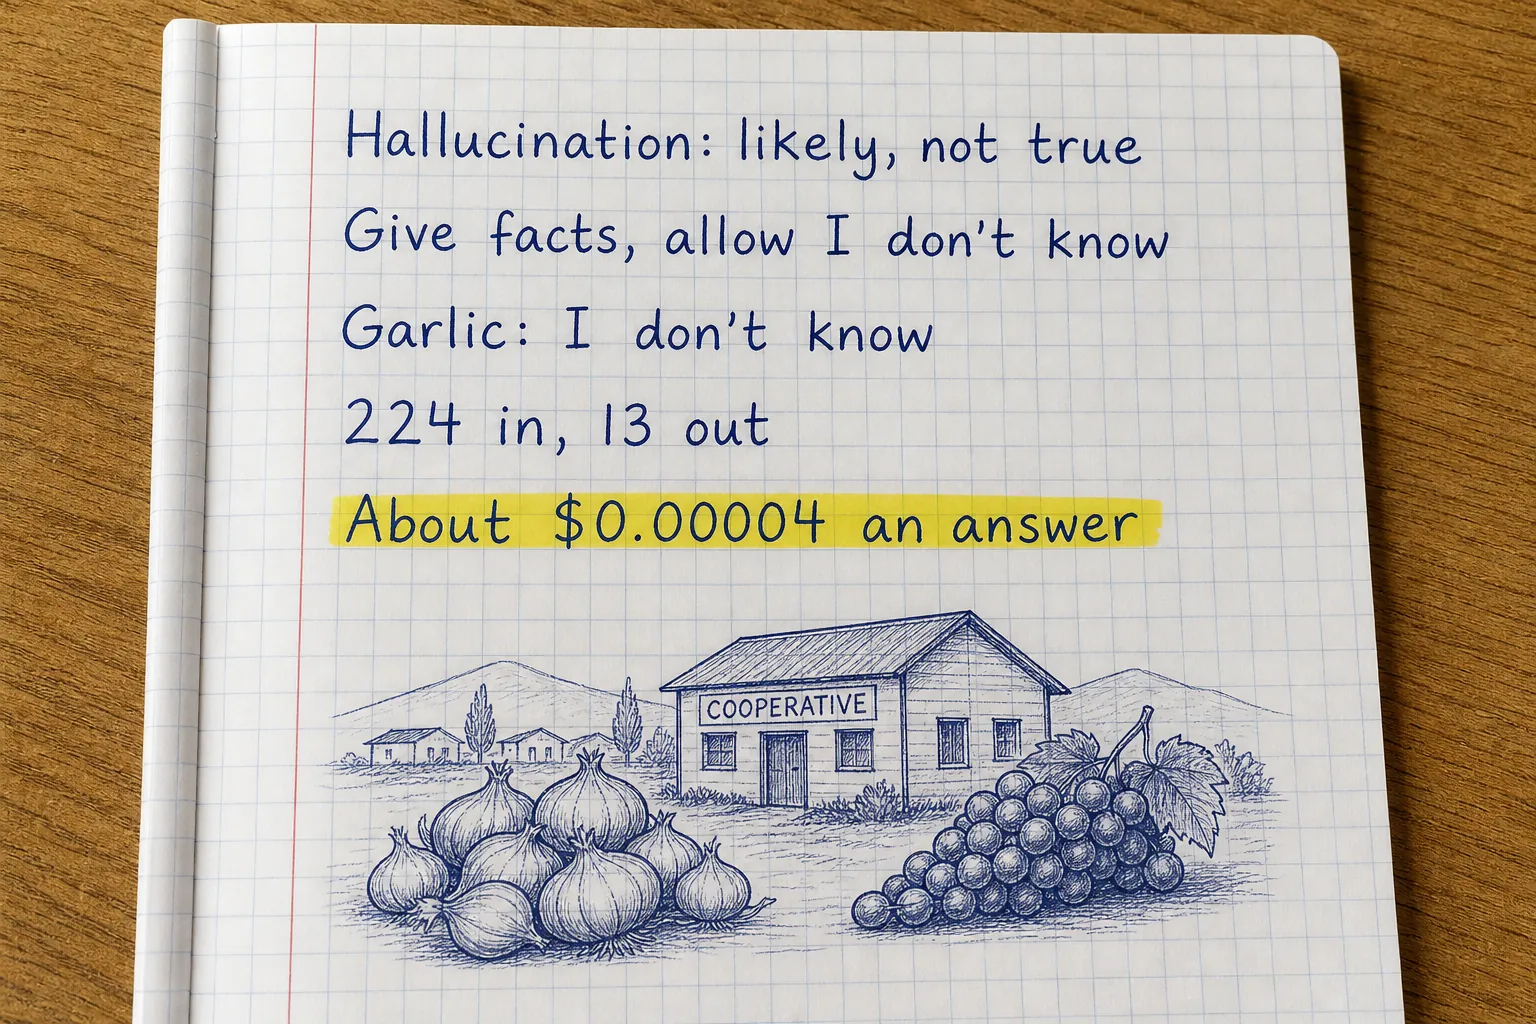 Hallucination: likely, not true
Give facts, allow I don't know
Garlic: I don't know
224 in, 13 out
About $0.00004 an answer
COOPERATIVE